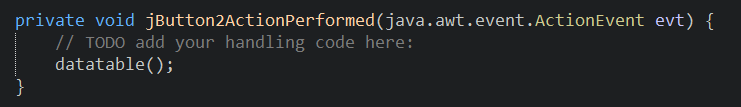 private void jButton2ActionPerformed(java.awt.event.ActionEvent evt) {
    // TODO add your handling code here:
    datatable();
}